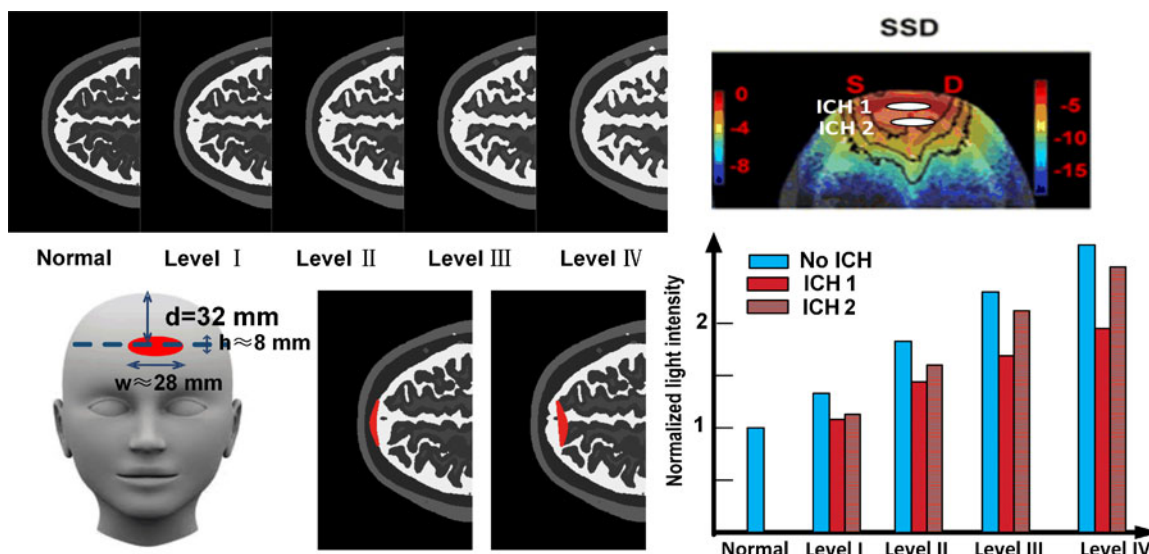 Normal
Level I
Level II
Level III
Level IV
d=32 mm
h≈8 mm
w≈28 mm
SSD
S
D
ICH 1
ICH 2
0
-4
-8
-5
-10
-15
No ICH
ICH 1
ICH 2
Normalized light intensity
2
1
Normal
Level I
Level II
Level III
Level IV